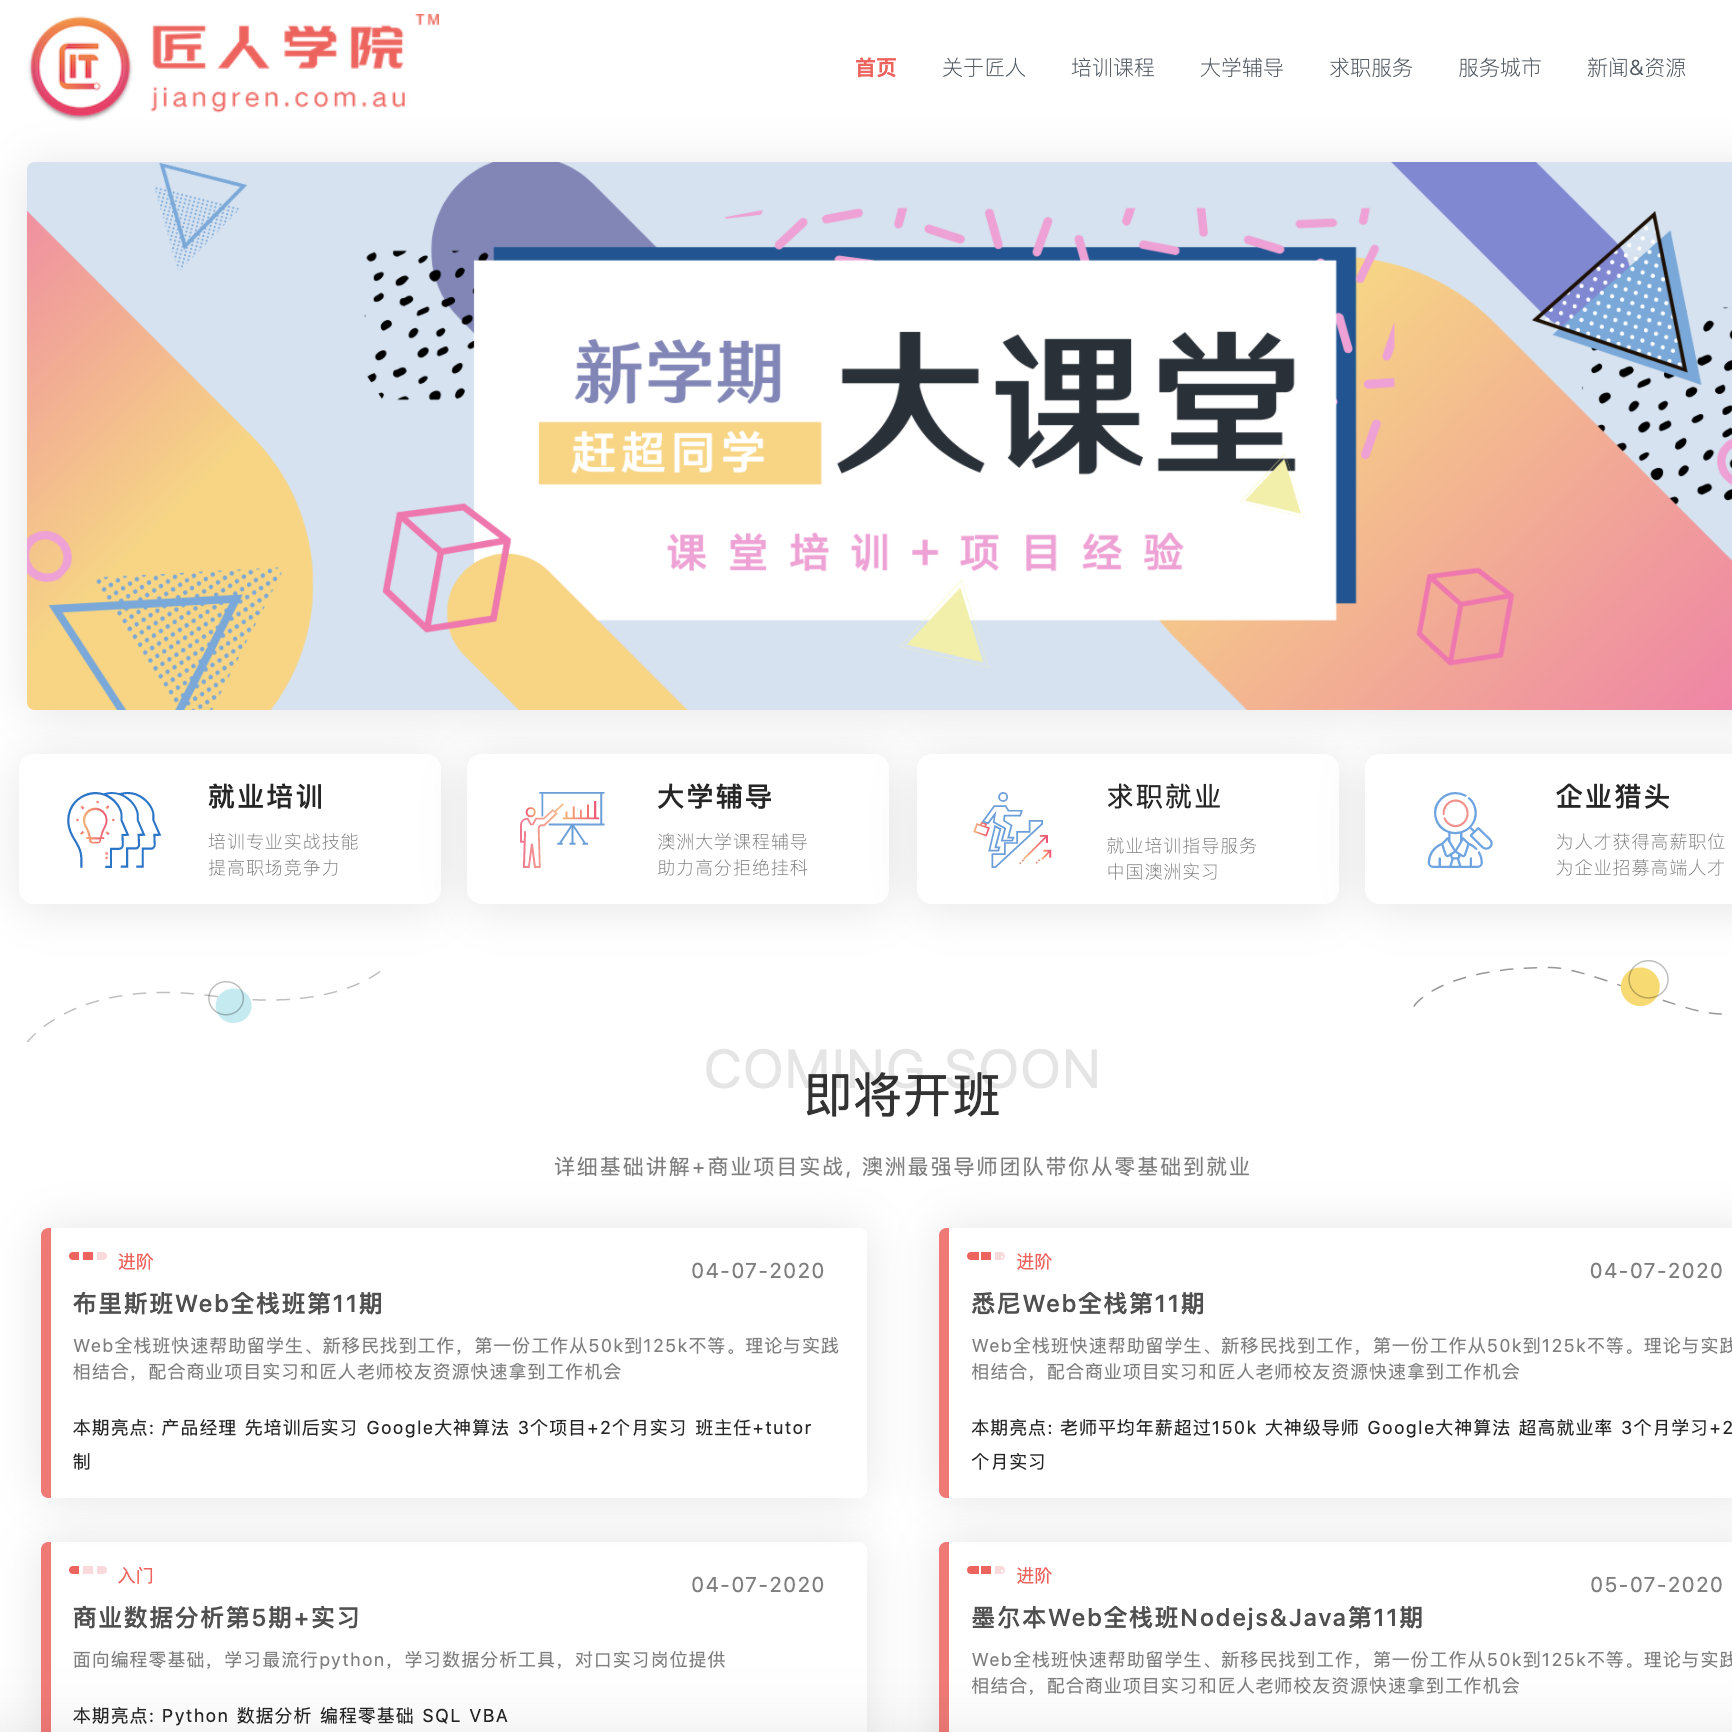 匠人学院 TM
jiangren.com.au
首页 关于匠人 培训课程 大学辅导 求职服务 服务城市 新闻&资源
新学期
赶超同学
大课堂
课堂培训+项目经验
就业培训
培训专业实战技能
提高职场竞争力
大学辅导
澳洲大学课程辅导
助力高分拒绝挂科
求职就业
就业培训指导服务
中国澳洲实习
企业猎头
为人才获得高薪职位
为企业招募高端人才
COMING SOON
即将开班
详细基础讲解+商业项目实战, 澳洲最强导师团队带你从零基础到就业
进阶
04-07-2020
布里斯班Web全栈班第11期
Web全栈班快速帮助留学生、新移民找到工作，第一份工作从50k到125k不等。理论与实践
相结合，配合商业项目实习和匠人老师校友资源快速拿到工作机会
本期亮点: 产品经理 先培训后实习 Google大神算法 3个项目+2个月实习 班主任+tutor
制
进阶
04-07-2020
悉尼Web全栈第11期
Web全栈班快速帮助留学生、新移民找到工作，第一份工作从50k到125k不等。理论与实践
相结合，配合商业项目实习和匠人老师校友资源快速拿到工作机会
本期亮点: 老师平均年薪超过150k 大神级导师 Google大神算法 超高就业率 3个月学习+2
个月实习
入门
04-07-2020
商业数据分析第5期+实习
面向编程零基础，学习最流行python，学习数据分析工具，对口实习岗位提供
本期亮点: Python 数据分析 编程零基础 SQL VBA
进阶
05-07-2020
墨尔本Web全栈班Nodejs&Java第11期
Web全栈班快速帮助留学生、新移民找到工作，第一份工作从50k到125k不等。理论与实践
相结合，配合商业项目实习和匠人老师校友资源快速拿到工作机会